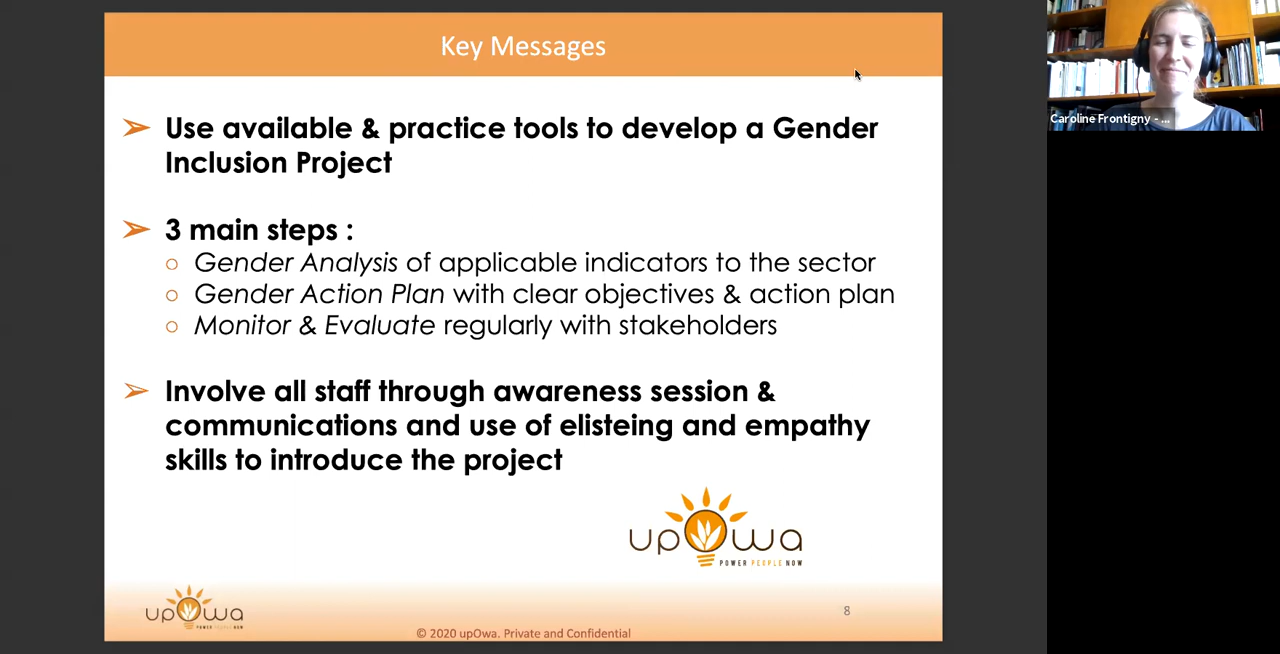 Key Messages
➢ Use available & practice tools to develop a Gender
Inclusion Project
➢ 3 main steps :
○ Gender Analysis of applicable indicators to the sector
○ Gender Action Plan with clear objectives & action plan
○ Monitor & Evaluate regularly with stakeholders
➢ Involve all staff through awareness session &
communications and use of elisteing and empathy
skills to introduce the project
upOwa
POWER PEOPLE NOW
upOwa
POWER PEOPLE NOW
8
© 2020 upOwa. Private and Confidential
Caroline Frontigny - ...